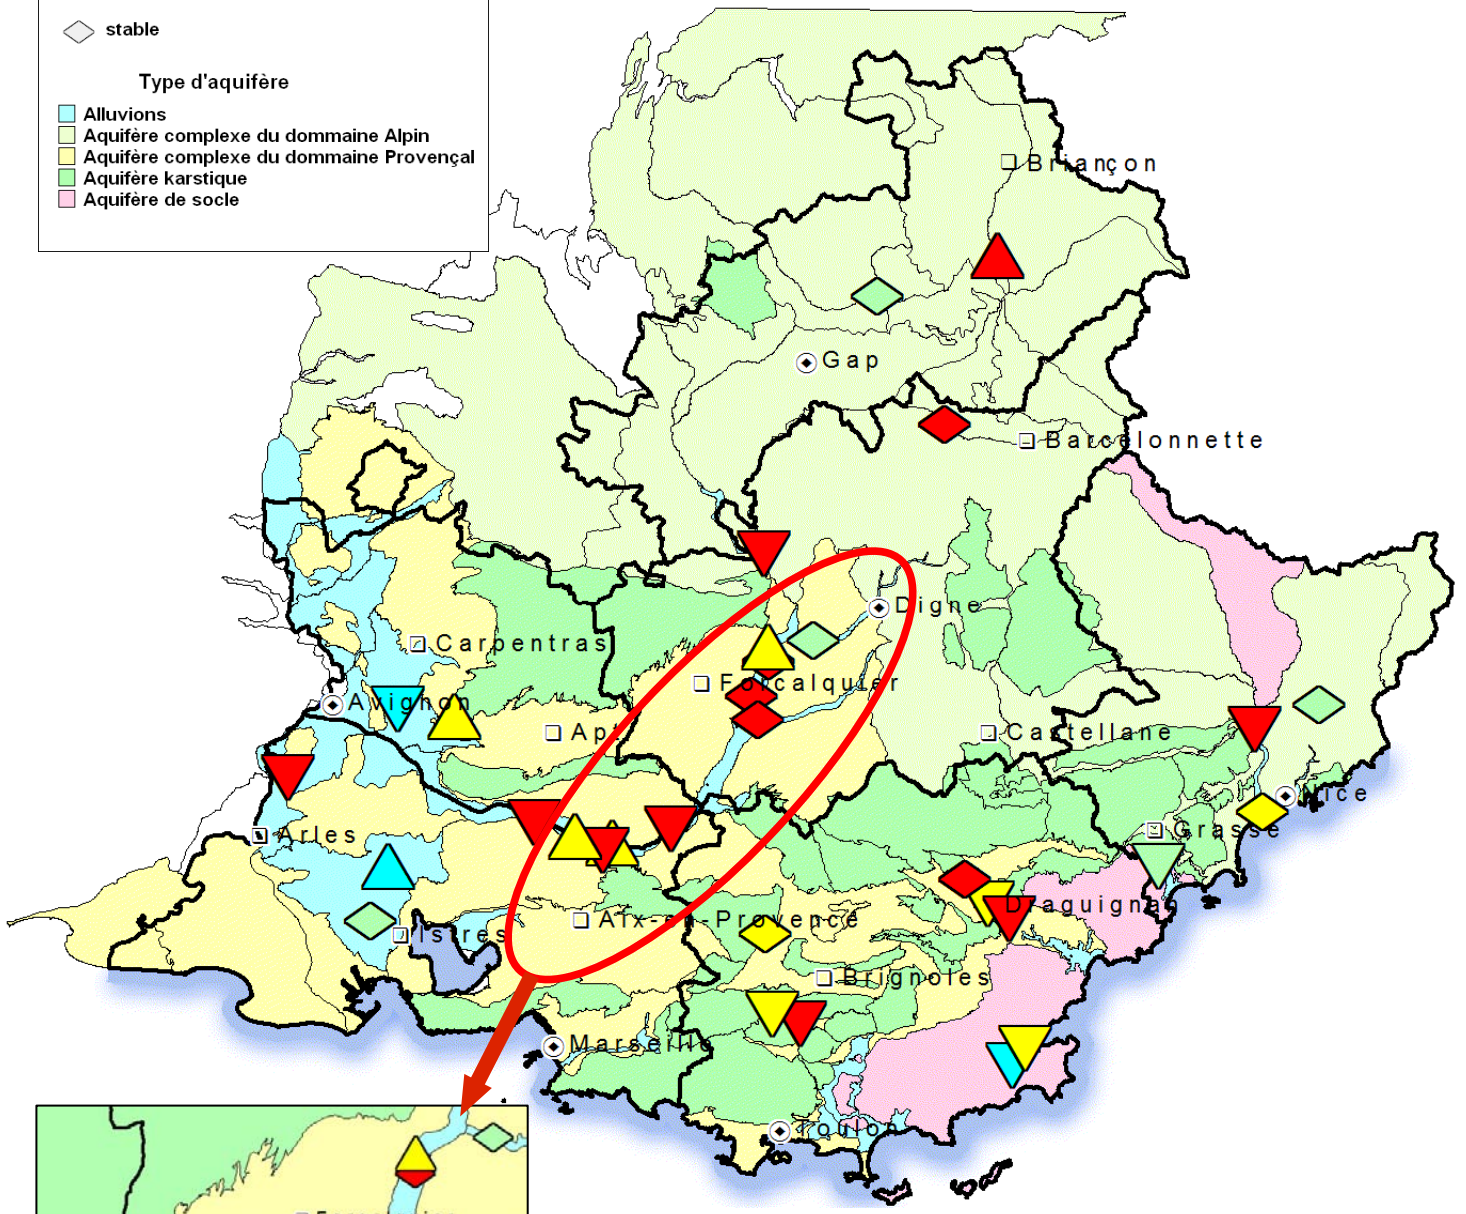 stable
Type d'aquifère
Alluvions
Aquifère complexe du dommaine Alpin
Aquifère complexe du dommaine Provençal
Aquifère karstique
Aquifère de socle
Briançon
Gap
Barcelonnette
Digne
Carpentras
Forcalquier
Avignon
Apt
Castellane
Nice
Grasse
Arles
Draguignan
Aix-en-Provence
Istres
Brignoles
Marseille
Toulon